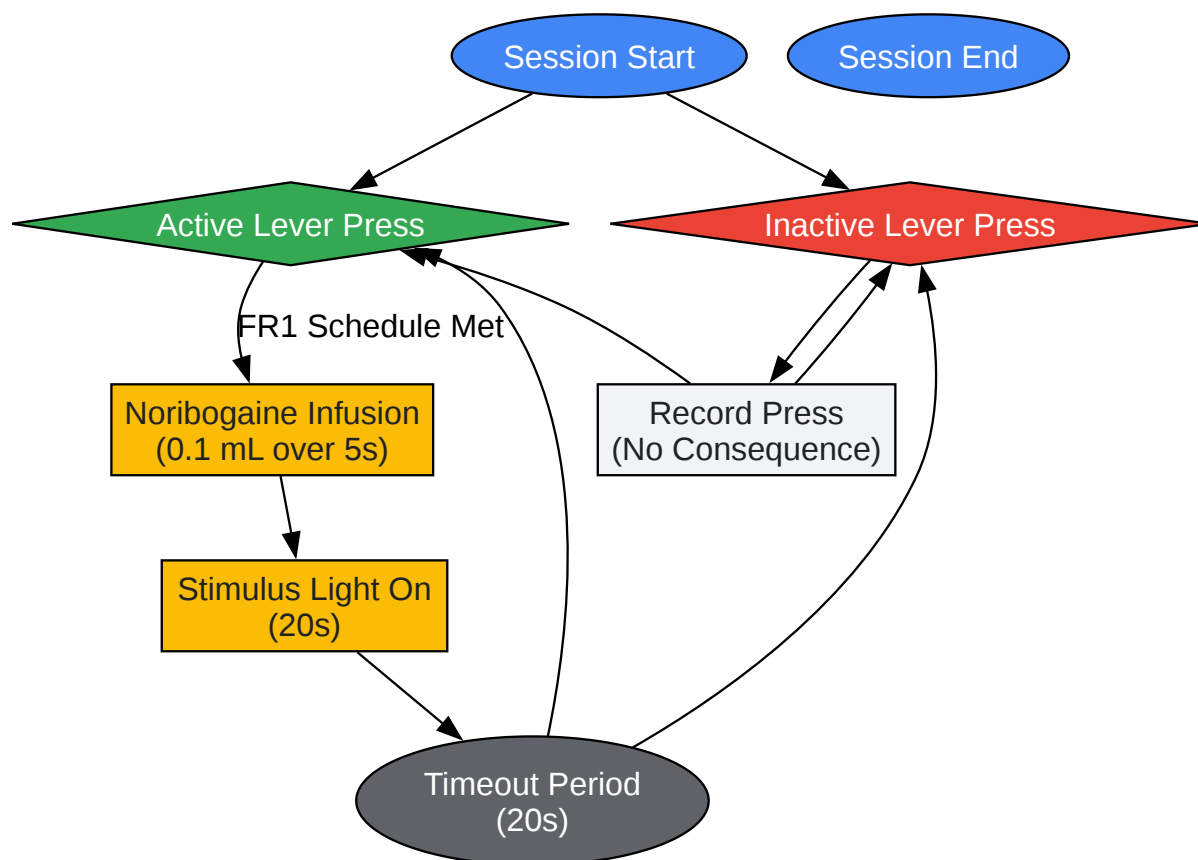 Session Start
Session End
Active Lever Press
Inactive Lever Press
FR1 Schedule Met
Noribogaine Infusion
(0.1 mL over 5s)
Record Press
(No Consequence)
Stimulus Light On
(20s)
Timeout Period
(20s)